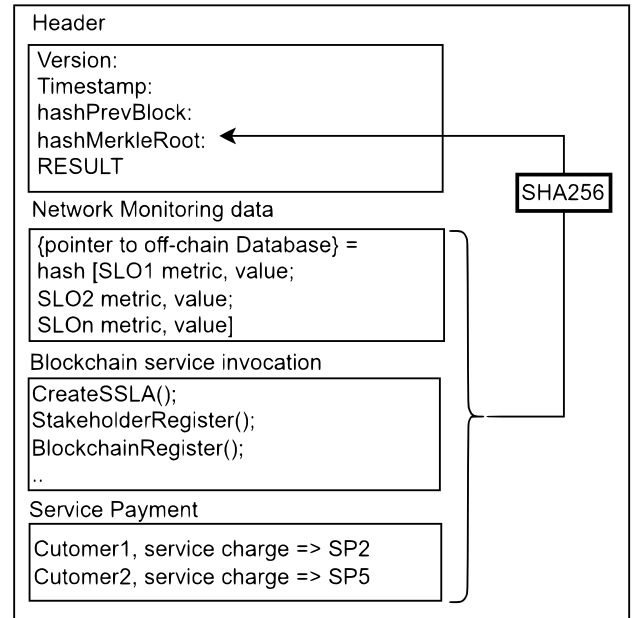 Header
Version:
Timestamp:
hashPrevBlock:
hashMerkleRoot:
RESULT
SHA256
Network Monitoring data
{pointer to off-chain Database} =
hash [SLO1 metric, value;
SLO2 metric, value;
SLOn metric, value]
Blockchain service invocation
CreateSSLA();
StakeholderRegister();
BlockchainRegister();
..
Service Payment
Cutomer1, service charge => SP2
Cutomer2, service charge => SP5